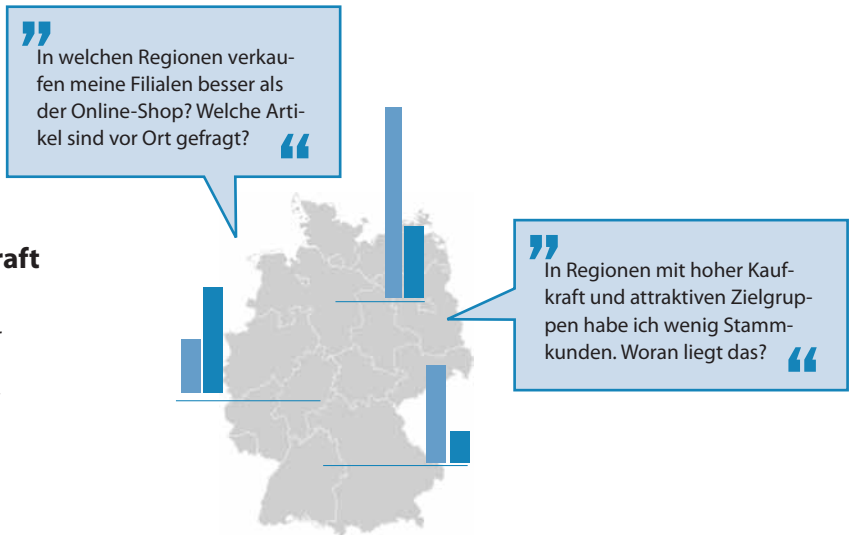 „
In welchen Regionen verkau-
fen meine Filialen besser als
der Online-Shop? Welche Arti-
kel sind vor Ort gefragt? “
raft
„
In Regionen mit hoher Kauf-
kraft und attraktiven Zielgrup-
pen habe ich wenig Stamm-
kunden. Woran liegt das? “